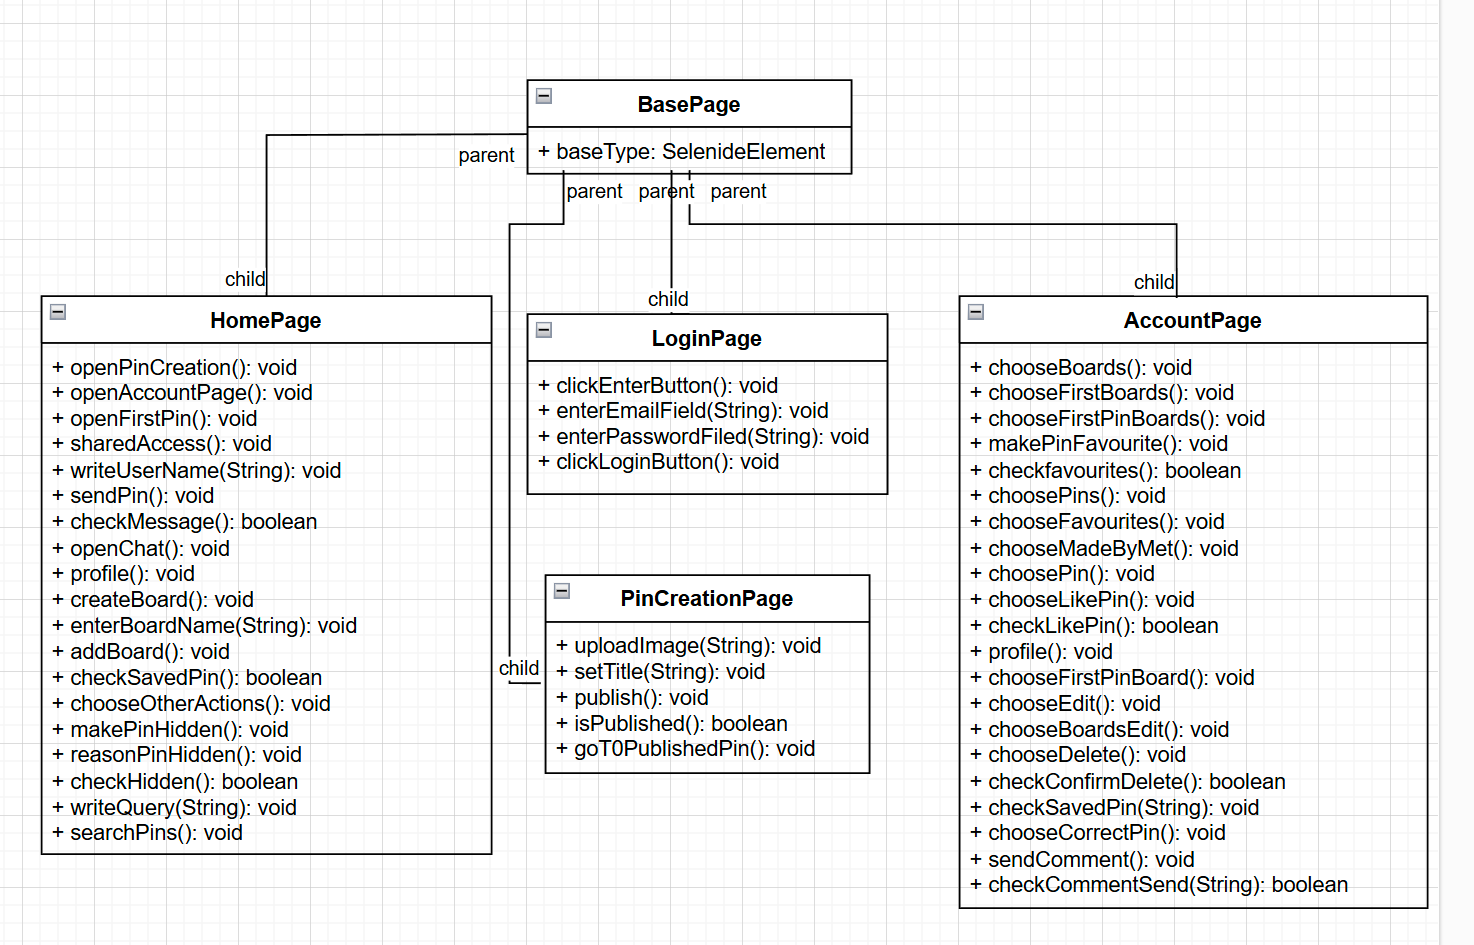 BasePage
+ baseType: SelenideElement
parent
parent
parent
parent
child
child
child
child
HomePage
+ openPinCreation(): void
+ openAccountPage(): void
+ openFirstPin(): void
+ sharedAccess(): void
+ writeUserName(String): void
+ sendPin(): void
+ checkMessage(): boolean
+ openChat(): void
+ profile(): void
+ createBoard(): void
+ enterBoardName(String): void
+ addBoard(): void
+ checkSavedPin(): boolean
+ chooseOtherActions(): void
+ makePinHidden(): void
+ reasonPinHidden(): void
+ checkHidden(): boolean
+ writeQuery(String): void
+ searchPins(): void
LoginPage
+ clickEnterButton(): void
+ enterEmailField(String): void
+ enterPasswordFiled(String): void
+ clickLoginButton(): void
PinCreationPage
+ uploadImage(String): void
+ setTitle(String): void
+ publish(): void
+ isPublished(): boolean
+ goT0PublishedPin(): void
AccountPage
+ chooseBoards(): void
+ chooseFirstBoards(): void
+ chooseFirstPinBoards(): void
+ makePinFavourite(): void
+ checkfavourites(): boolean
+ choosePins(): void
+ chooseFavourites(): void
+ chooseMadeByMet(): void
+ choosePin(): void
+ chooseLikePin(): void
+ checkLikePin(): boolean
+ profile(): void
+ chooseFirstPinBoard(): void
+ chooseEdit(): void
+ chooseBoardsEdit(): void
+ chooseDelete(): void
+ checkConfirmDelete(): boolean
+ checkSavedPin(String): void
+ chooseCorrectPin(): void
+ sendComment(): void
+ checkCommentSend(String): boolean